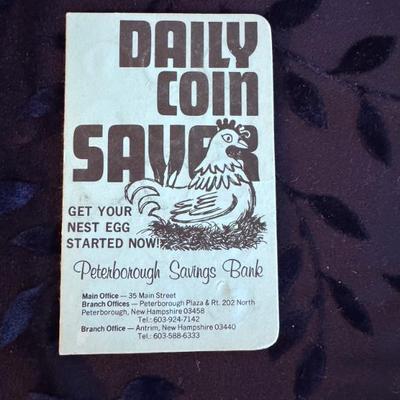 DAILY
COIN
SAVER
GET YOUR
NEST EGG
STARTED NOW!
Peterborough Savings Bank
Main Office — 35 Main Street
Branch Offices — Peterborough Plaza & Rt. 202 North
Peterborough, New Hampshire 03458
Tel.: 603-924-7142
Branch Office — Antrim, New Hampshire 03440
Tel.: 603-588-6333